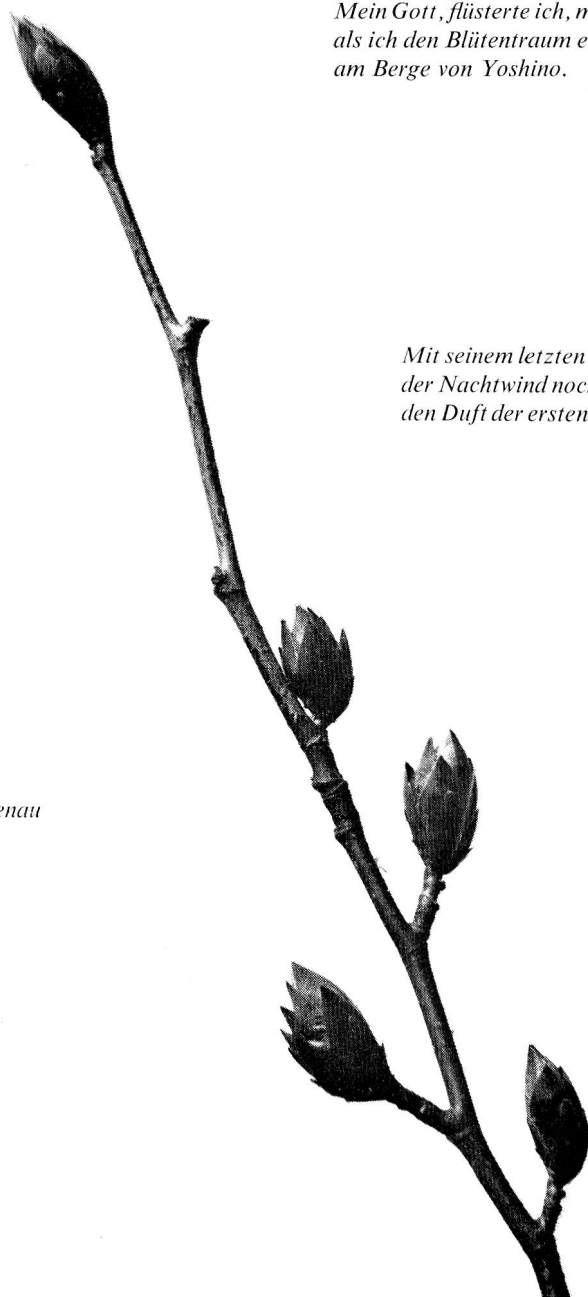 Mein Gott, flüsterte ich,
als ich den Blütentraum
am Berge von Yoshino.
Mit seinem letzten
der Nachtwind
den Duft der ersten